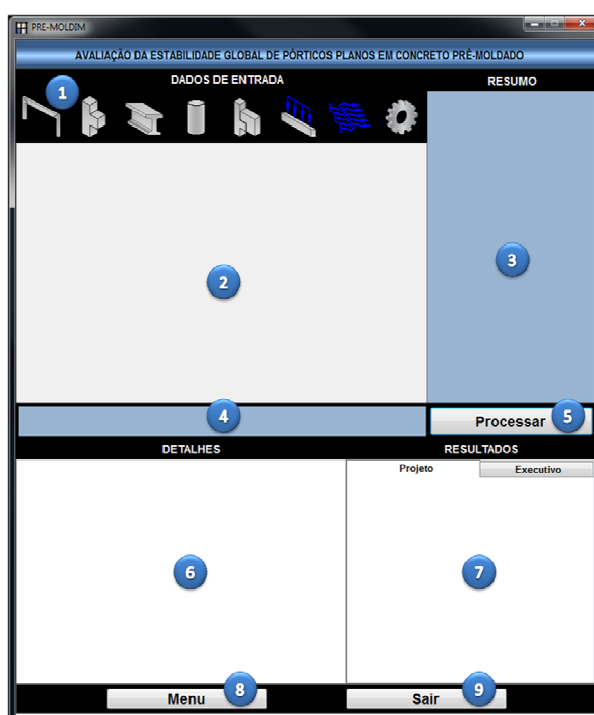 PRE-MOLDIM
AVALIAÇÃO DA ESTABILIDADE GLOBAL DE PÓRTICOS PLANOS EM CONCRETO PRÉ-MOLDADO
DADOS DE ENTRADA
RESUMO
1
2
3
4
Processar 5
DETALHES
RESULTADOS
Projeto
Executivo
6
7
Menu 8
Sair 9